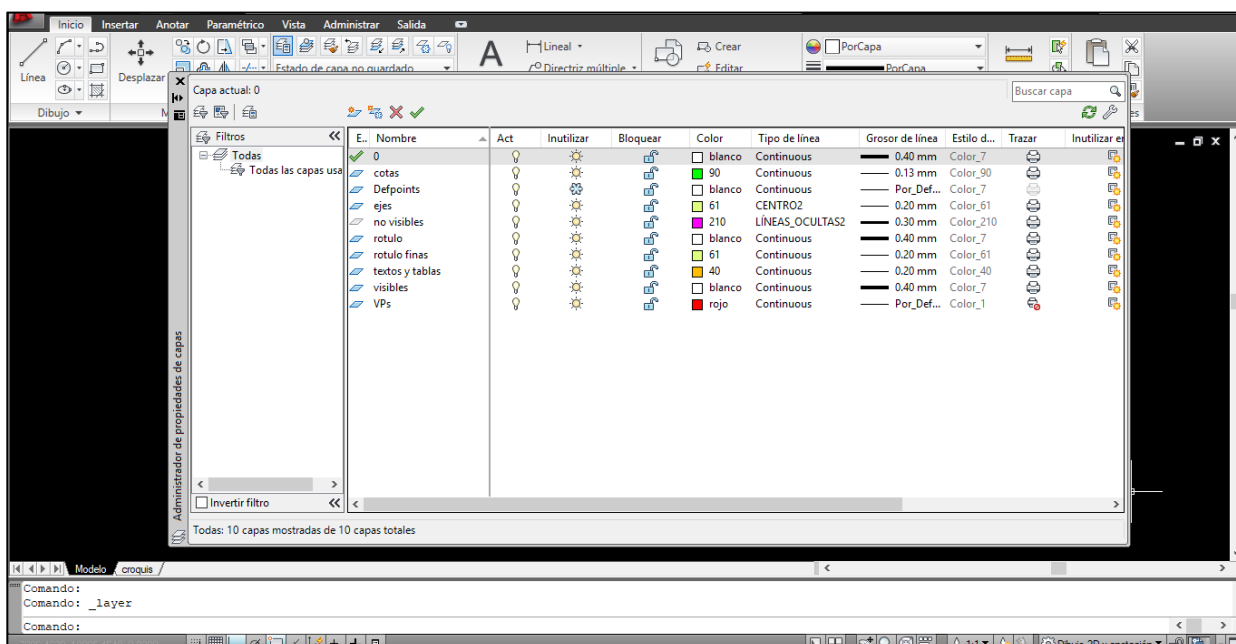 Inicio Insertar Anotar Paramétrico Vista Administrar Salida
Línea
Desplazar
Estado de capa no guardado
A
Lineal
Directriz múltiple
Crear
Editar
PorCapa
PorCapa
Dibujo
Capa actual: 0
Buscar capa
Filtros
Todas
Todas las capas usa
Invertir filtro
E.. Nombre Act Inutilizar Bloquear Color Tipo de línea Grosor de línea Estilo d... Trazar Inutilizar e
0 blanco Continuous 0.40 mm Color_7
cotas 90 Continuous 0.13 mm Color_90
Defpoints blanco Continuous Por_Def... Color_7
ejes 61 CENTRO2 0.20 mm Color_61
no visibles 210 LÍNEAS_OCULTAS2 0.30 mm Color_210
rotulo blanco Continuous 0.40 mm Color_7
rotulo finas 61 Continuous 0.20 mm Color_61
textos y tablas 40 Continuous 0.20 mm Color_40
visibles blanco Continuous 0.40 mm Color_7
VPs rojo Continuous Por_Def... Color_1
Administrador de propiedades de capas
Todas: 10 capas mostradas de 10 capas totales
Modelo croquis
Comando:
Comando: _layer
Comando: